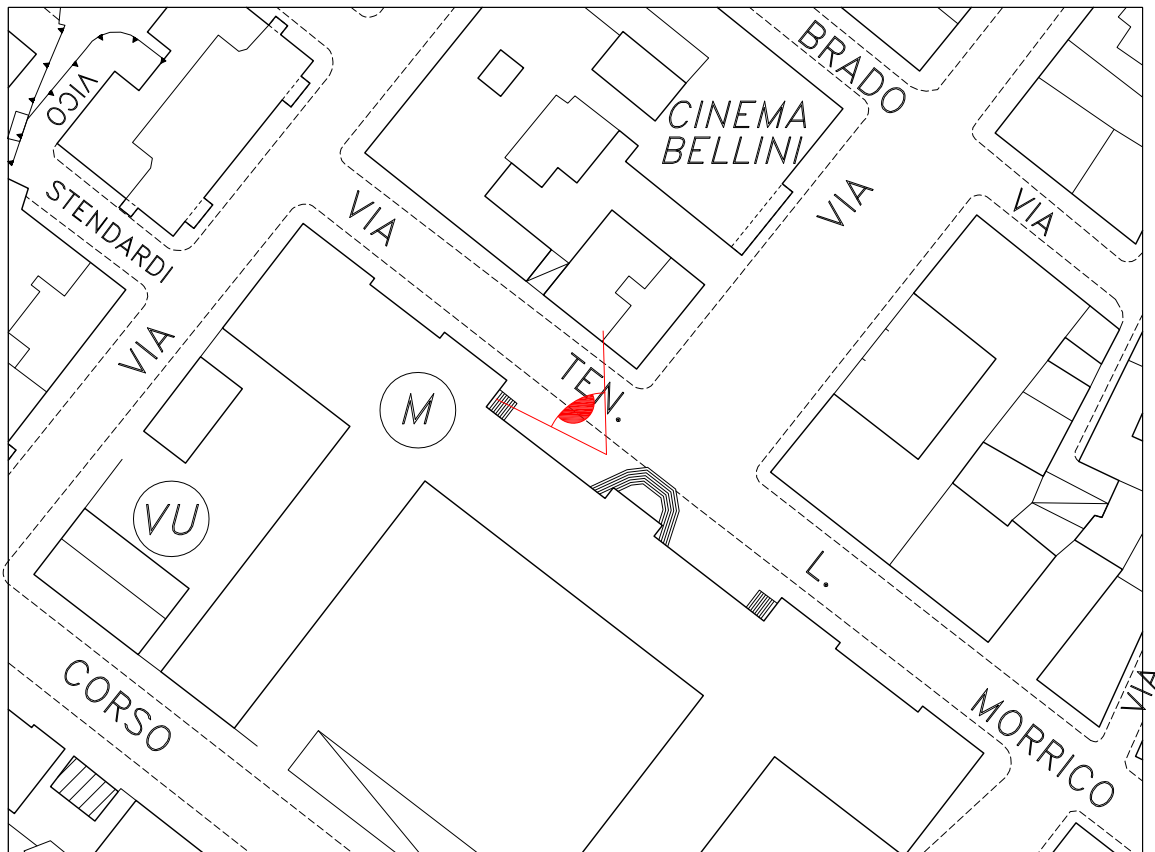 BRADO
VICO
CINEMA
BELLINI
STENDARDI
VIA
VIA
VIA
VIA
TEN.
M
VU
L.
CORSO
MORRICO
VIA